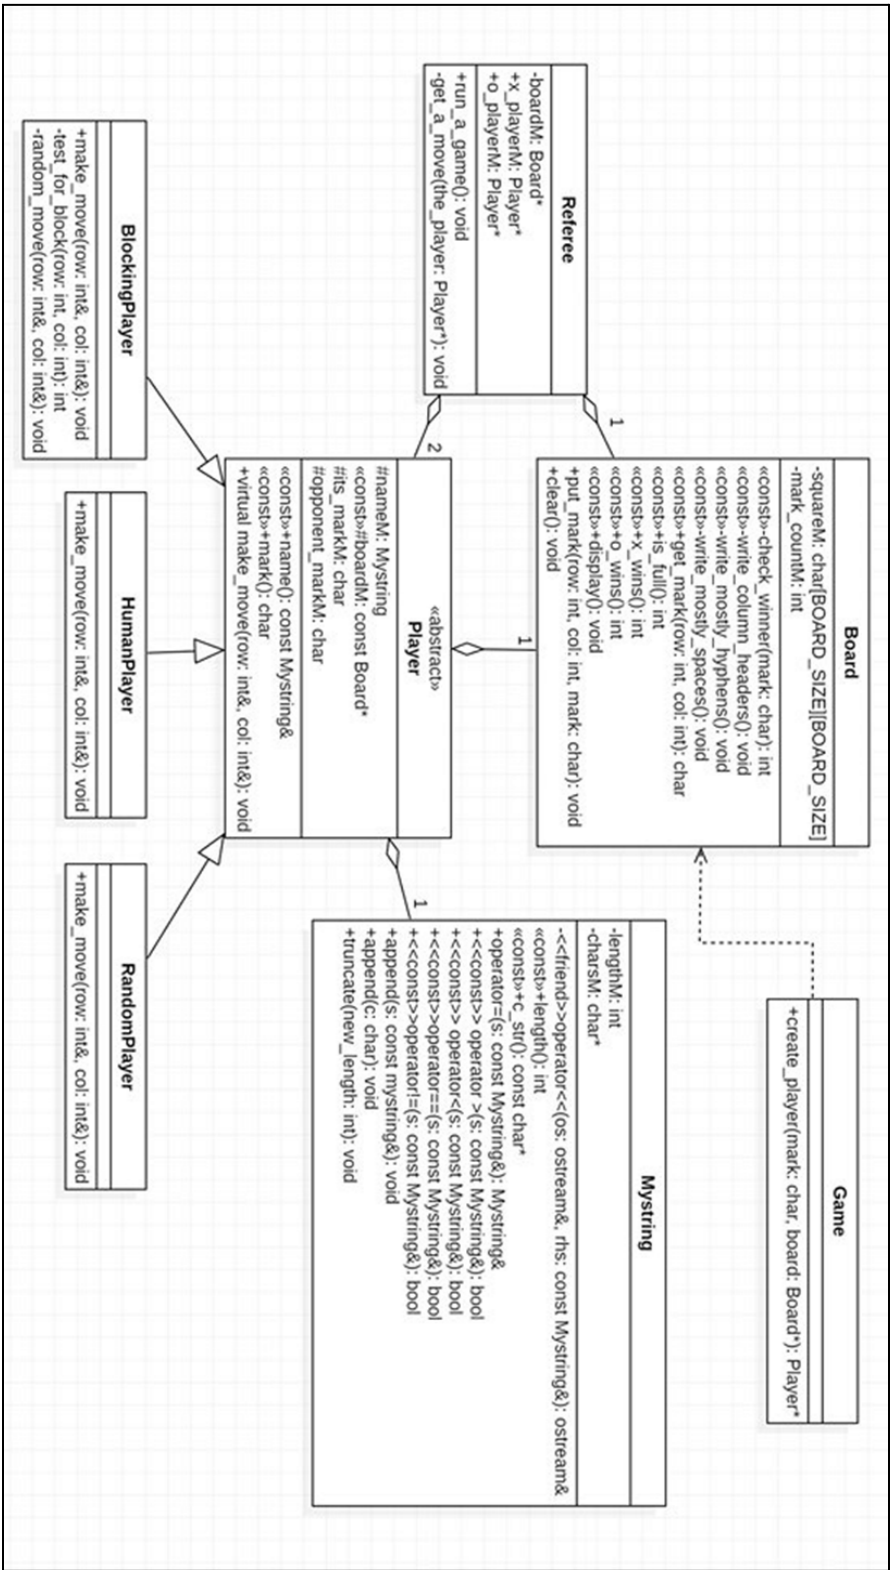 Referee
-boardM: Board*
+x_playerM: Player*
+o_playerM: Player*
+run_a_game(): void
-get_a_move(the_player: Player*): void
1
2
Board
-squareM: char[BOARD_SIZE][BOARD_SIZE]
-mark_countM: int
«const»-check_winner(mark: char): int
«const»-write_column_headers(): void
«const»-write_mostly_hyphens(): void
«const»-write_mostly_spaces(): void
«const»+get_mark(row: int, col: int): char
«const»+is_full(): int
«const»+x_wins(): int
«const»+o_wins(): int
«const»+display(): void
+put_mark(row: int, col: int, mark: char): void
+clear(): void
Game
+create_player(mark: char, board: Board*): Player*
1
«abstract»
Player
#nameM: Mystring
«const»#boardM: const Board*
#its_markM: char
#opponent_markM: char
«const»+name(): const Mystring&
«const»+mark(): char
+virtual make_move(row: int&, col: int&): void
1
Mystring
-lengthM: int
-charsM: char*
-<<friend>>operator<<(os: ostream&, rhs: const Mystring&): ostream&
«const»+length(): int
«const»+c_str(): const char*
+operator=(s: const Mystring&): Mystring&
+<<const>> operator >(s: const Mystring&): bool
+<<const>> operator<(s: const Mystring&): bool
+<<const>>operator==(s: const Mystring&): bool
+<<const>>operator!=(s: const Mystring&): bool
+append(s: const mystring&): void
+append(c: char): void
+truncate(new_length: int): void
BlockingPlayer
+make_move(row: int&, col: int&): void
-test_for_block(row: int, col: int): int
-random_move(row: int&, col: int&): void
HumanPlayer
+make_move(row: int&, col: int&): void
RandomPlayer
+make_move(row: int&, col: int&): void